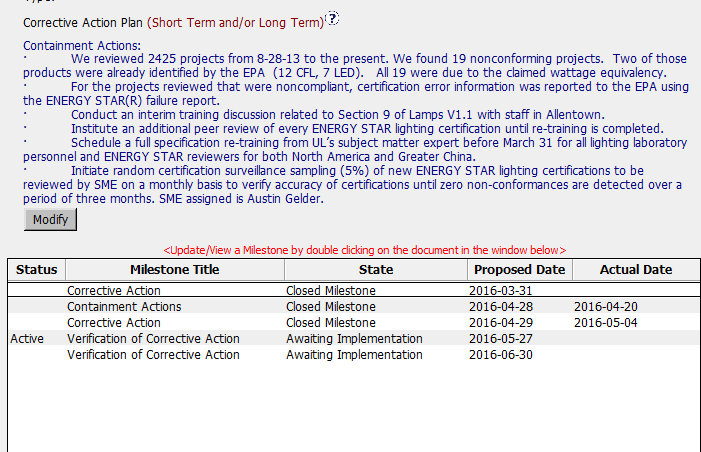 Type:
Corrective Action Plan (Short Term and/or Long Term) ?
Containment Actions:
· We reviewed 2425 projects from 8-28-13 to the present. We found 19 nonconforming projects. Two of those
products were already identified by the EPA (12 CFL, 7 LED). All 19 were due to the claimed wattage equivalency.
· For the projects reviewed that were noncompliant, certification error information was reported to the EPA using
the ENERGY STAR(R) failure report.
· Conduct an interim training discussion related to Section 9 of Lamps V1.1 with staff in Allentown.
· Institute an additional peer review of every ENERGY STAR lighting certification until re-training is completed.
· Schedule a full specification re-training from UL's subject matter expert before March 31 for all lighting laboratory
personnel and ENERGY STAR reviewers for both North America and Greater China.
· Initiate random certification surveillance sampling (5%) of new ENERGY STAR lighting certifications to be
reviewed by SME on a monthly basis to verify accuracy of certifications until zero non-conformances are detected over a
period of three months. SME assigned is Austin Gelder.
Modify
<Update/View a Milestone by double clicking on the document in the window below>
Status Milestone Title State Proposed Date Actual Date
Corrective Action Closed Milestone 2016-03-31
Containment Actions Closed Milestone 2016-04-28 2016-04-20
Corrective Action Closed Milestone 2016-04-29 2016-05-04
Active Verification of Corrective Action Awaiting Implementation 2016-05-27
Verification of Corrective Action Awaiting Implementation 2016-06-30